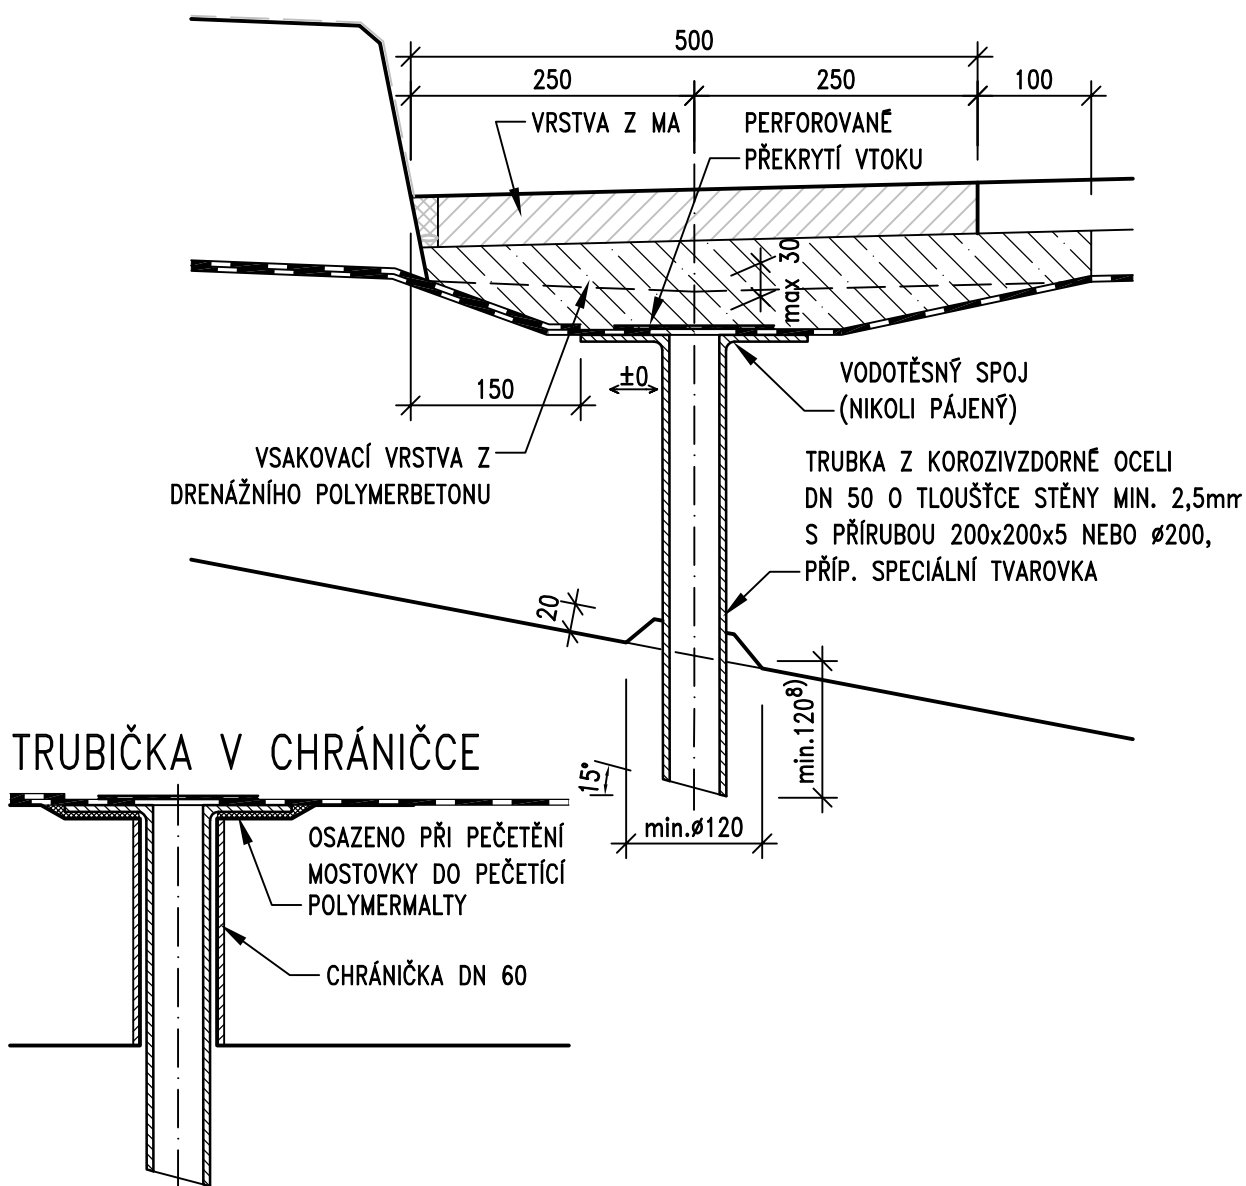 500
250
250
100
VRSTVA Z MA
PERFOROVANÉ
PŘEKRYTÍ VTOKU
max 30
±0
150
VODOTĚSNÝ SPOJ
(NIKOLI PÁJENÝ)
VSAKOVACÍ VRSTVA Z
DRENÁŽNÍHO POLYMERBETONU
TRUBKA Z KOROZIVZDORNÉ OCELI
DN 50 O TLOUŠŤCE STĚNY MIN. 2,5mm
S PŘÍRUBOU 200x200x5 NEBO ø200,
PŘÍP. SPECIÁLNÍ TVAROVKA
20
min.120⁸⁾
15°
min.ø120
TRUBIČKA V CHRÁNIČCE
OSAZENO PŘI PEČETĚNÍ
MOSTOVKY DO PEČETÍCÍ
POLYMERMALTY
CHRÁNIČKA DN 60